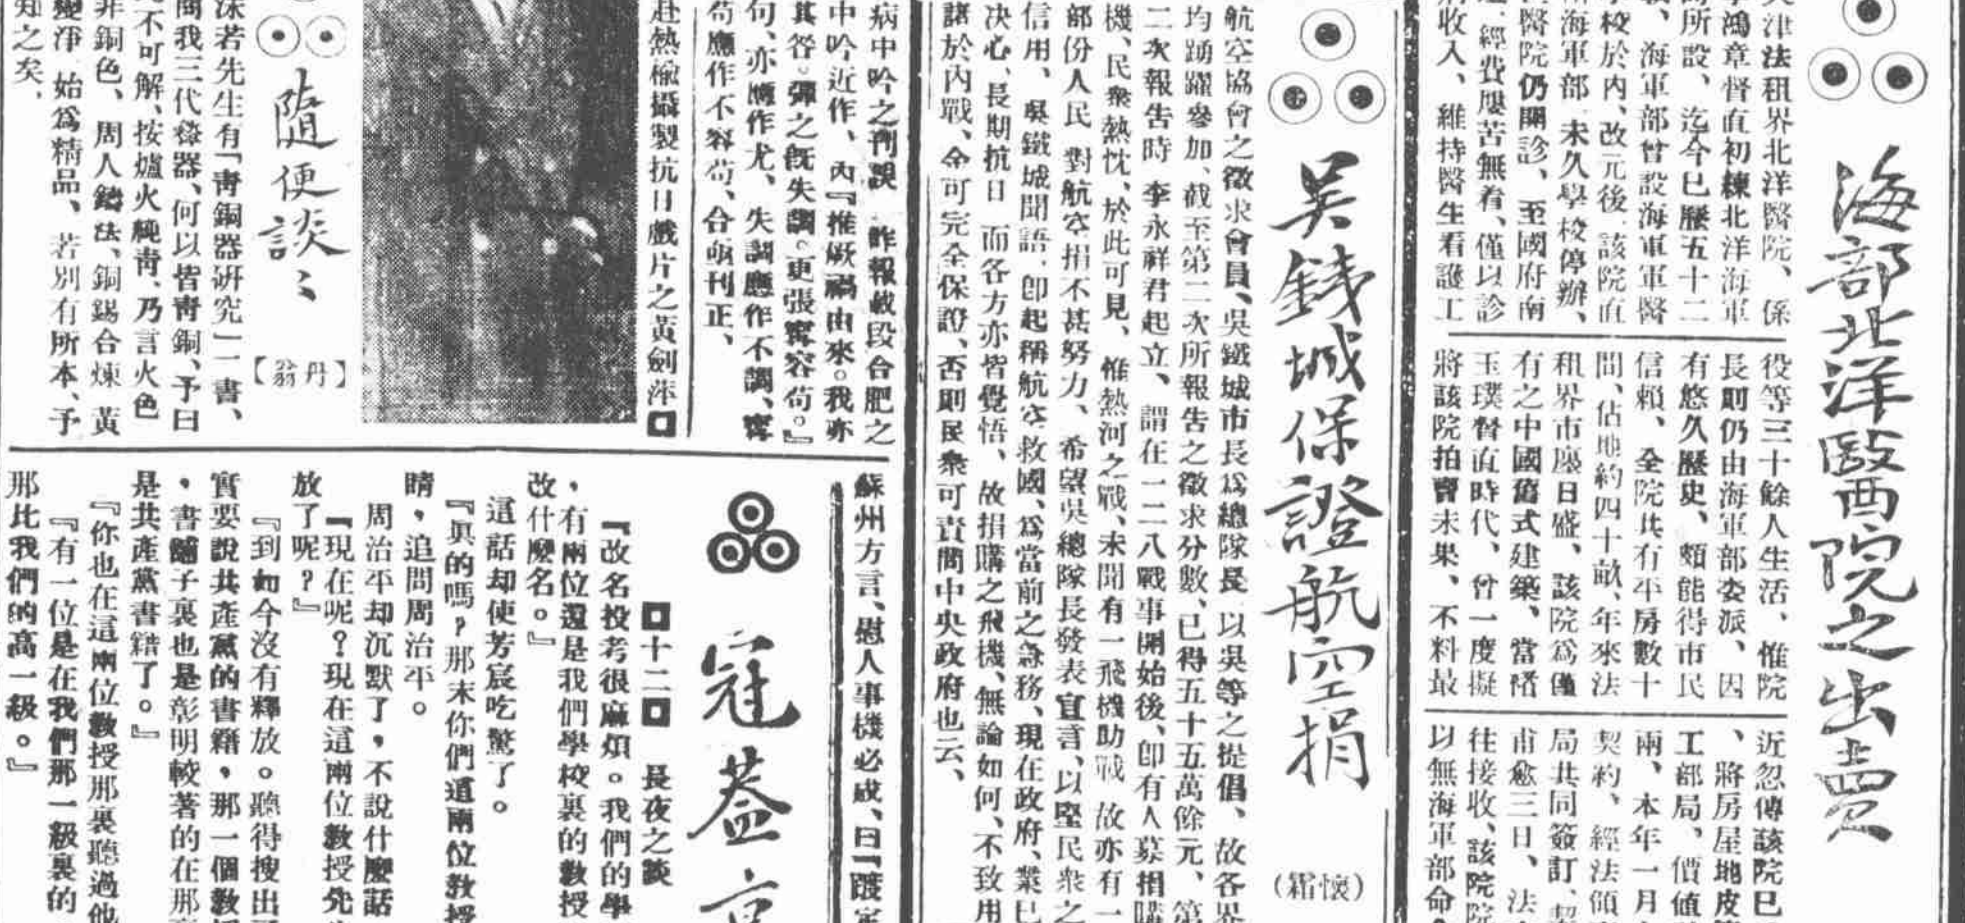 海部北洋醫院之出賣
天津法租界北洋醫院、係
李鴻章督直初練北洋海軍
時所設、迄今已歷五十二
海軍部曾設海軍軍醫
學校於內、改元後、該院直
海軍部、未久學校停辦、
醫院仍開診、至國府南
經費屢苦無着、僅以診
病收入、維持醫生看護工
役等三十餘人生活、惟院
長則仍由海軍部委派、因
有悠久歷史、頗能得市民
信賴、全院共有平房數十
間、佔地約四十畝、年來法
租界市廛日盛、該院為僅
有之中國舊式建築、當褚
玉璞督直時代、曾一度擬
將該院拍賣未果、不料最
近忽傳該院已
、將房屋地皮
工部局、價值
兩、本年一月
契約、經法領
局共同簽訂、
甫愈三日、法
往接收、該院
以無海軍部命
吳鐵城保證航空捐
(懷霜)
航空協會之徵求會員、吳鐵城市長為總隊長、以吳等之提倡、故各界
均踴躍參加、截至第二次所報告之徵求分數、已得五十五萬餘元、第
二次報告時、李永祥君起立、謂在一二八戰事開始後、即有人募捐購
機、民衆熱忱、於此可見、惟熱河之戰、未聞有一飛機助戰、故亦有一
部份人民、對航空捐不甚努力、希望吳總隊長發表宣言、以堅民衆之
信用、吳鐵城聞語、即起稱航空救國、為當前之急務、現在政府、業已
決心、長期抗日、而各方亦皆覺悟、故捐購之飛機、無論如何、不致用
諸於內戰、余可完全保證、否則民衆可責問中央政府也云、
病中吟之刊誤 昨報載段合肥之
中吟近作、內『推厥禍由來。我亦
其咎。彈之既失調。更張寧容苟。』
句、亦應作尤、失調應作不調、寧
苟應作不容苟、合亟刊正、
赴熱榆攝製抗日戲片之黃劍萍
隨便談談
【丹翁】
沫若先生有「青銅器研究」一書、
問我三代彝器、何以皆青銅、予曰
不可解、按爐火純青、乃言火色
非銅色、周人鑄法、銅錫合煉、黃
變淨、始為精品、若別有所本、予
知之矣、
蘇州方言、慰人事機必成、曰「護
冠蓋京
十二 長夜之談
『改名投考很麻煩。我們的學
，有兩位還是我們學校裏的教授
改什麼名。』
這話却使芳宸吃驚了。
『眞的嗎？那末你們這兩位教授
睛，追問周治平。
周治平却沉默了，不說什麼話
『現在呢？現在這兩位教授先
放了呢？』
『到如今沒有釋放。聽得搜出
實要說共產黨的書籍，那一個教
，書舖子裏也是彰明較著的在那
是共產黨書籍了。』
『你也在這兩位教授那裏聽過他
『有一位是在我們那一級裏的
那比我們的高一級。』